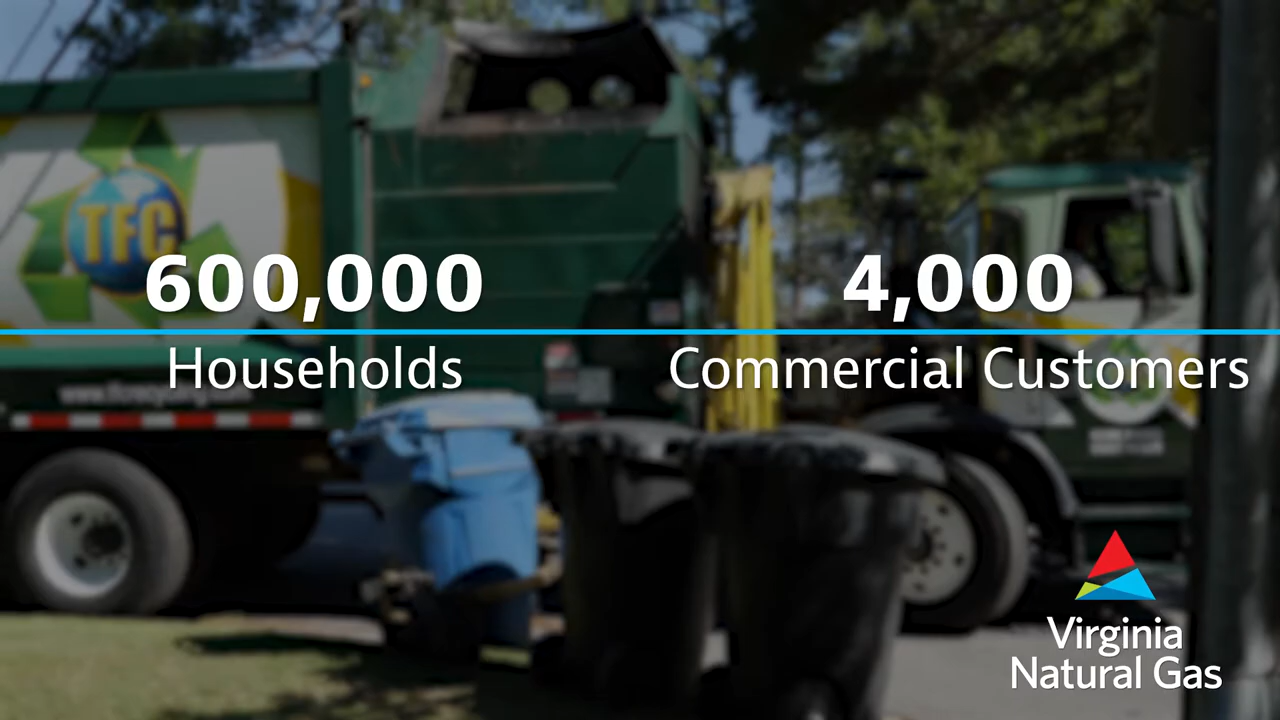 TFC
600,000
4,000
Households
Commercial Customers
Virginia
Natural Gas